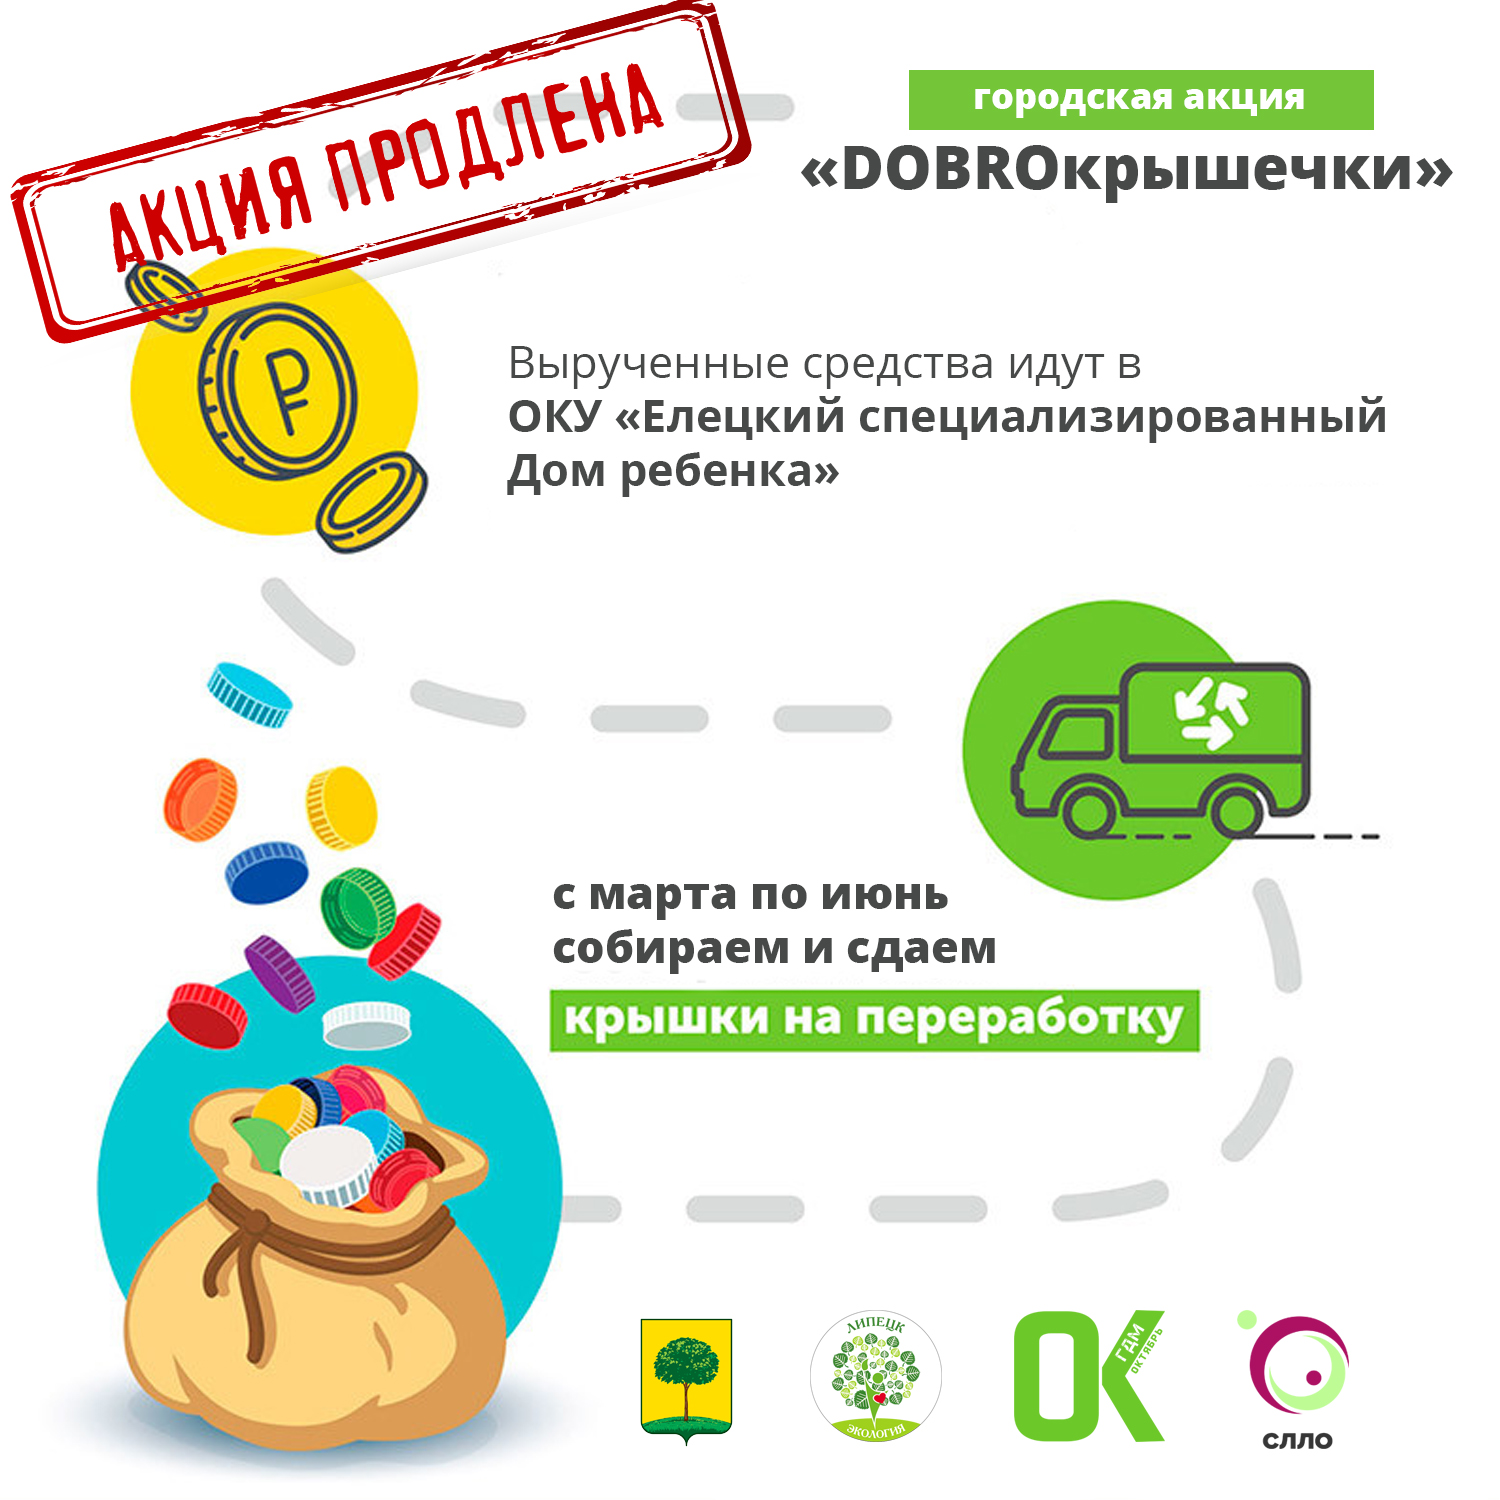 АКЦИЯ ПРОДЛЕНА
городская акция
«DOBROкрышечки»
Вырученные средства идут в
ОКУ «Елецкий специализированный
Дом ребенка»
с марта по июнь
собираем и сдаем
крышки на переработку
ЛИПЕЦК
ЭКОЛОГИЯ
ОК
ГДМ
ОКТЯБРЬ
СЛЛО